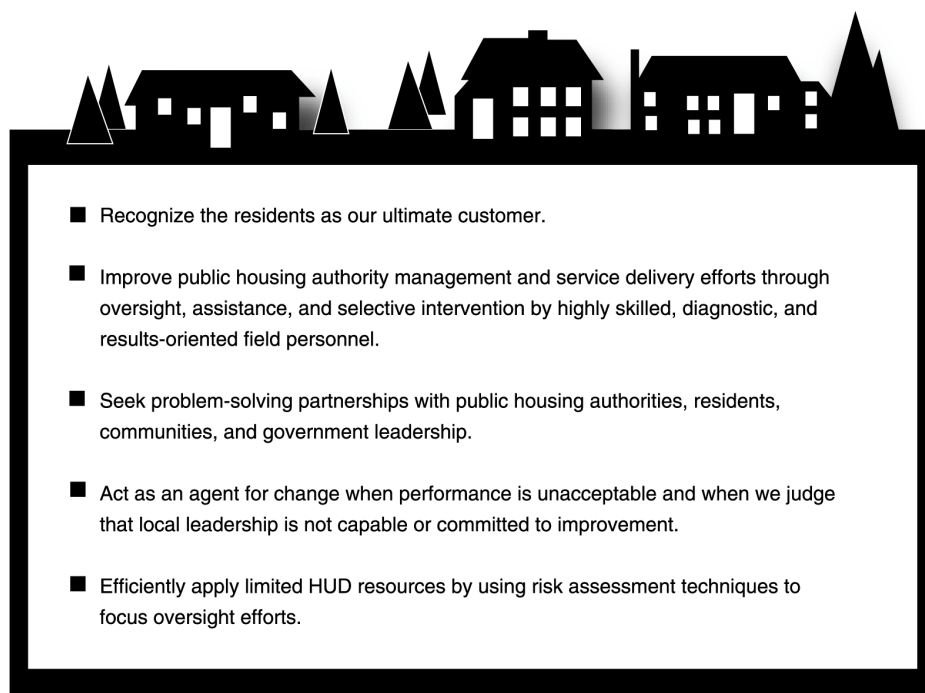 ■ Recognize the residents as our ultimate customer.
■ Improve public housing authority management and service delivery efforts through
oversight, assistance, and selective intervention by highly skilled, diagnostic, and
results-oriented field personnel.
■ Seek problem-solving partnerships with public housing authorities, residents,
communities, and government leadership.
■ Act as an agent for change when performance is unacceptable and when we judge
that local leadership is not capable or committed to improvement.
■ Efficiently apply limited HUD resources by using risk assessment techniques to
focus oversight efforts.